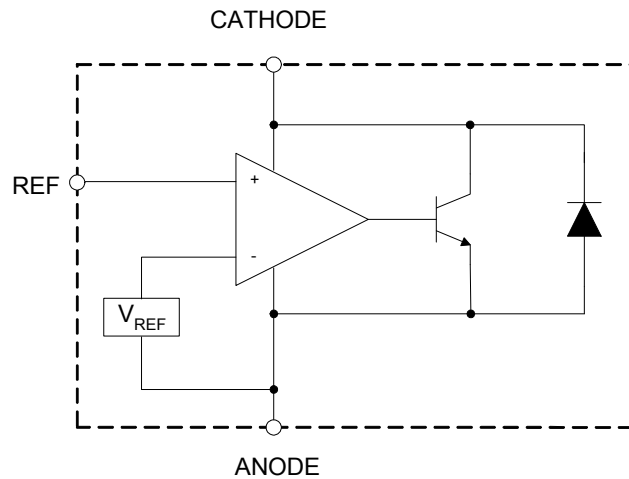 CATHODE
REF
+
-
VREF
ANODE